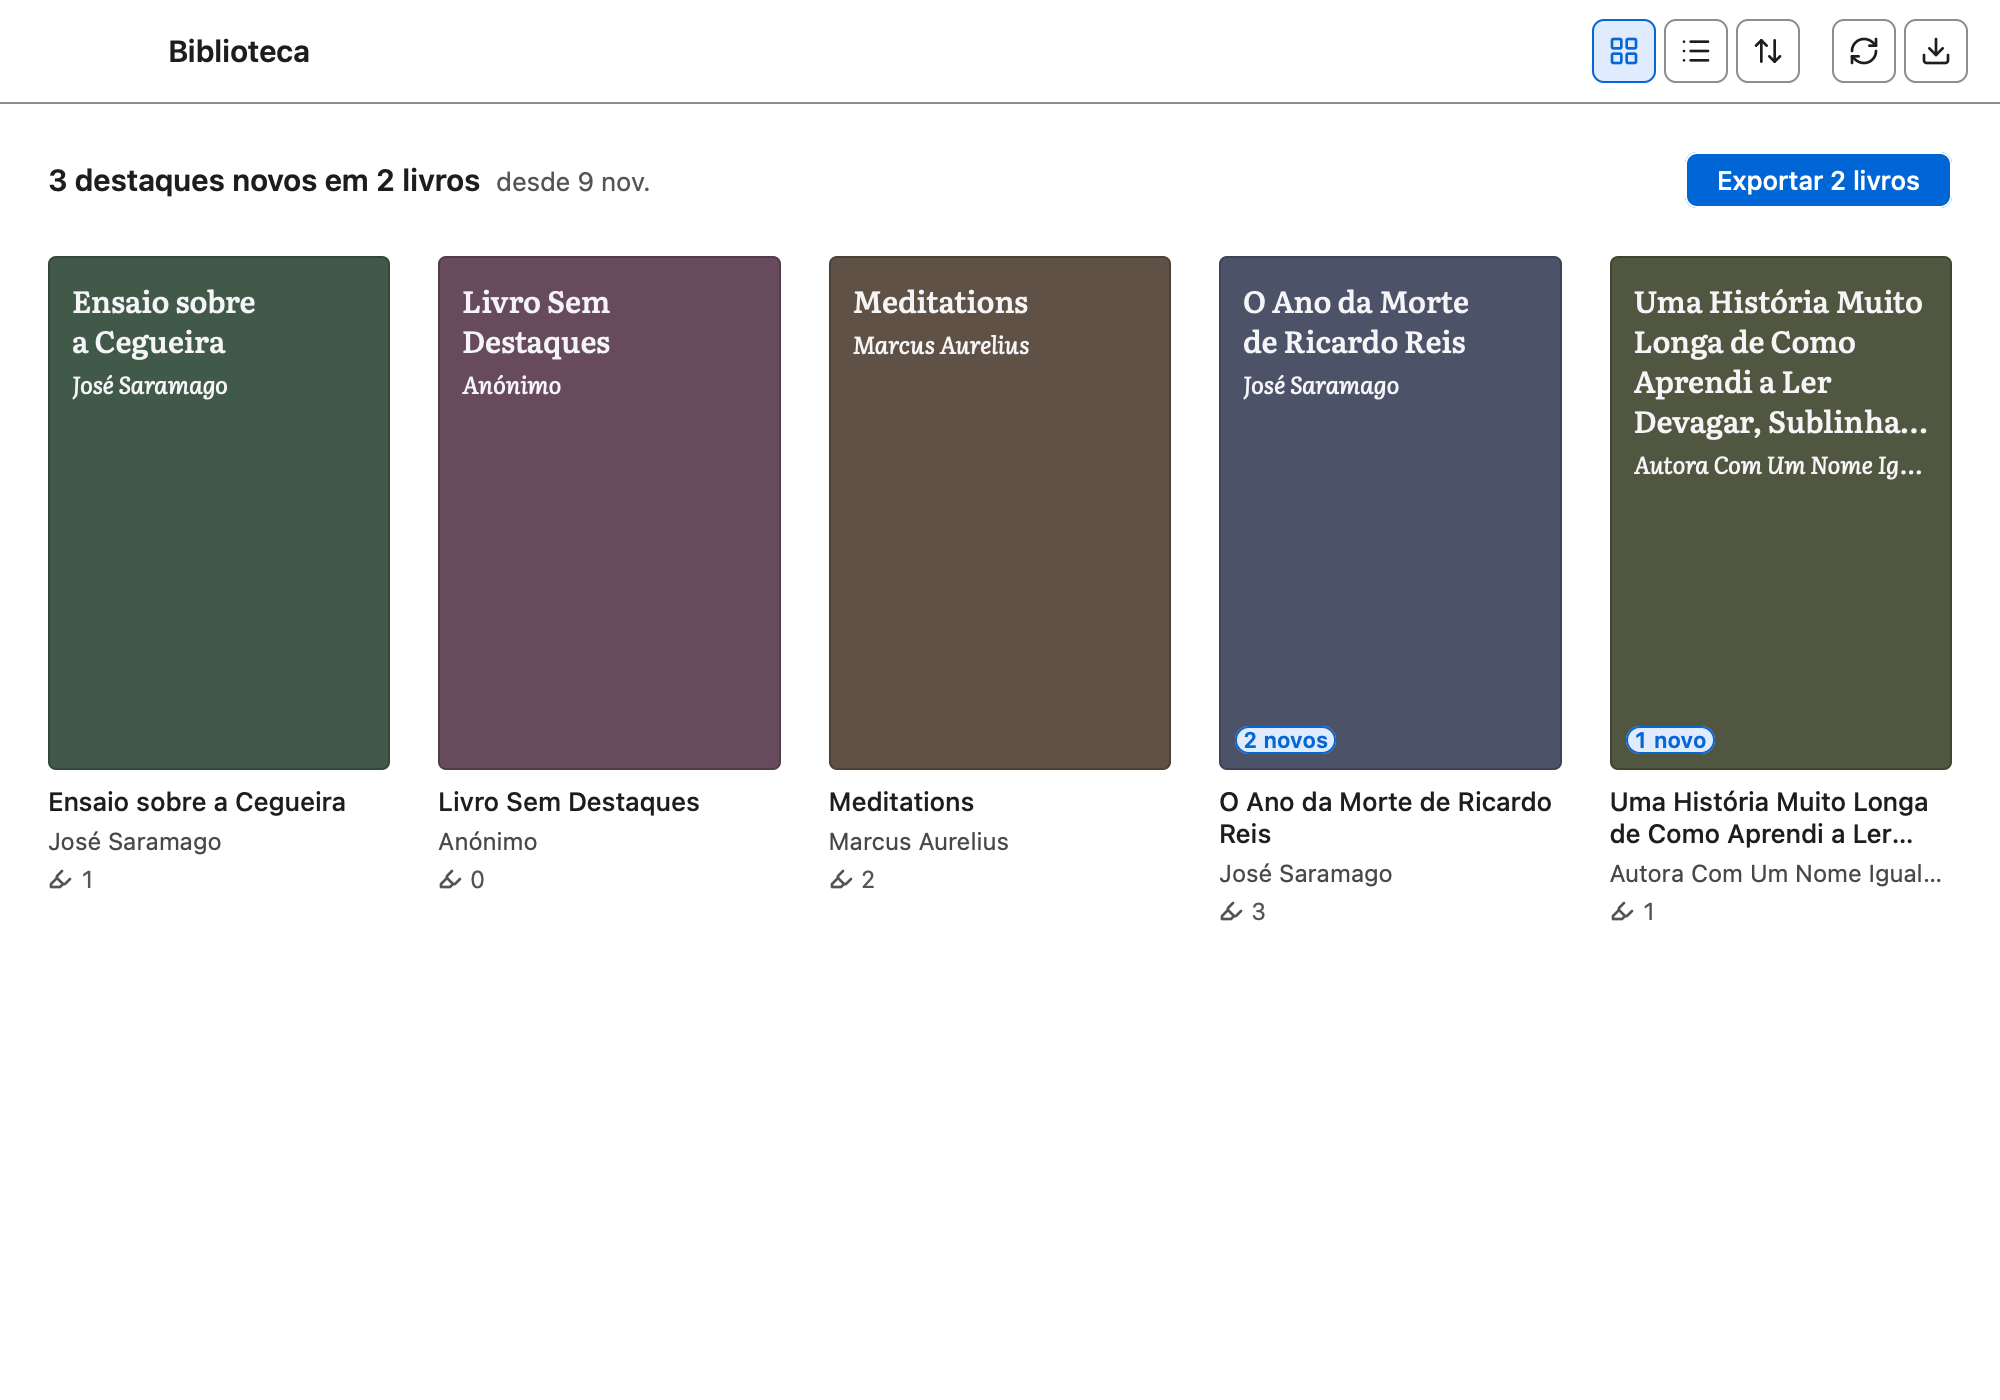 Biblioteca
3 destaques novos em 2 livros desde 9 nov.
Exportar 2 livros
Ensaio sobre
a Cegueira
José Saramago
Livro Sem
Destaques
Anónimo
Meditations
Marcus Aurelius
O Ano da Morte
de Ricardo Reis
José Saramago
2 novos
Uma História Muito
Longa de Como
Aprendi a Ler
Devagar, Sublinha…
Autora Com Um Nome Ig…
1 novo
Ensaio sobre a Cegueira
José Saramago
1
Livro Sem Destaques
Anónimo
0
Meditations
Marcus Aurelius
2
O Ano da Morte de Ricardo
Reis
José Saramago
3
Uma História Muito Longa
de Como Aprendi a Ler…
Autora Com Um Nome Igual…
1